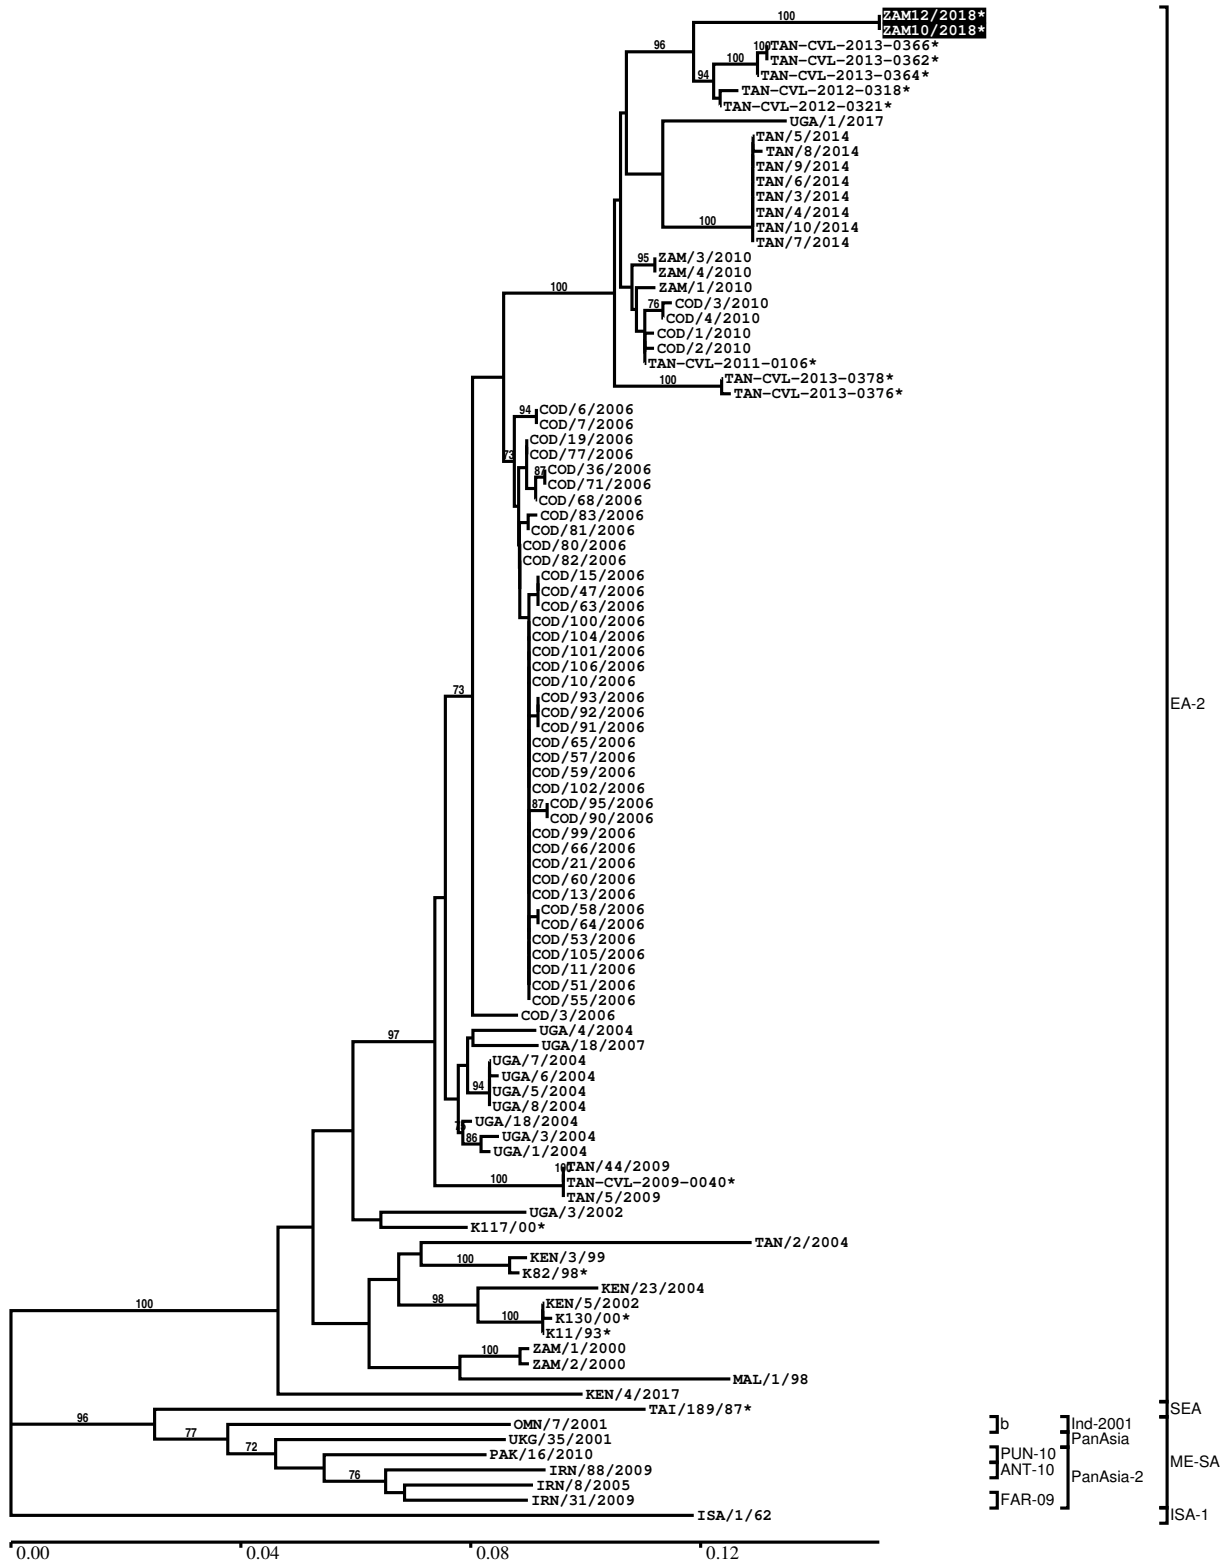 100 ZAM12/2018*
ZAM10/2018*
96 100 TAN-CVL-2013-0366*
100 TAN-CVL-2013-0362*
TAN-CVL-2013-0364*
94 TAN-CVL-2012-0318*
TAN-CVL-2012-0321*
UGA/1/2017
TAN/5/2014
TAN/8/2014
TAN/9/2014
TAN/6/2014
TAN/3/2014
TAN/4/2014
100 TAN/10/2014
TAN/7/2014
95 ZAM/3/2010
ZAM/4/2010
100 ZAM/1/2010
76 COD/3/2010
COD/4/2010
COD/1/2010
COD/2/2010
TAN-CVL-2011-0106*
100 TAN-CVL-2013-0378*
TAN-CVL-2013-0376*
94 COD/6/2006
COD/7/2006
COD/19/2006
73 COD/77/2006
87 COD/36/2006
COD/71/2006
COD/68/2006
COD/83/2006
COD/81/2006
COD/80/2006
COD/82/2006
COD/15/2006
COD/47/2006
COD/63/2006
COD/100/2006
COD/104/2006
COD/101/2006
COD/106/2006
COD/10/2006
73 COD/93/2006
EA-2
COD/92/2006
COD/91/2006
COD/65/2006
COD/57/2006
COD/59/2006
COD/102/2006
87 COD/95/2006
COD/90/2006
COD/99/2006
COD/66/2006
COD/21/2006
COD/60/2006
COD/13/2006
COD/58/2006
COD/64/2006
COD/53/2006
COD/105/2006
COD/11/2006
COD/51/2006
COD/55/2006
COD/3/2006
97 UGA/4/2004
UGA/18/2007
UGA/7/2004
UGA/6/2004
94 UGA/5/2004
UGA/8/2004
UGA/18/2004
86 UGA/3/2004
UGA/1/2004
100 TAN/44/2009
100 TAN-CVL-2009-0040*
TAN/5/2009
UGA/3/2002
K117/00*
TAN/2/2004
100 KEN/3/99
K82/98*
KEN/23/2004
100 98 KEN/5/2002
100 K130/00*
K11/93*
100 ZAM/1/2000
ZAM/2/2000
MAL/1/98
KEN/4/2017
TAI/189/87* SEA
96 OMN/7/2001 b Ind-2001
77 UKG/35/2001 PanAsia
72 PAK/16/2010 PUN-10
ME-SA
76 IRN/88/2009 ANT-10
PanAsia-2
IRN/8/2005
IRN/31/2009 FAR-09
ISA/1/62 ISA-1
0.00 0.04 0.08 0.12